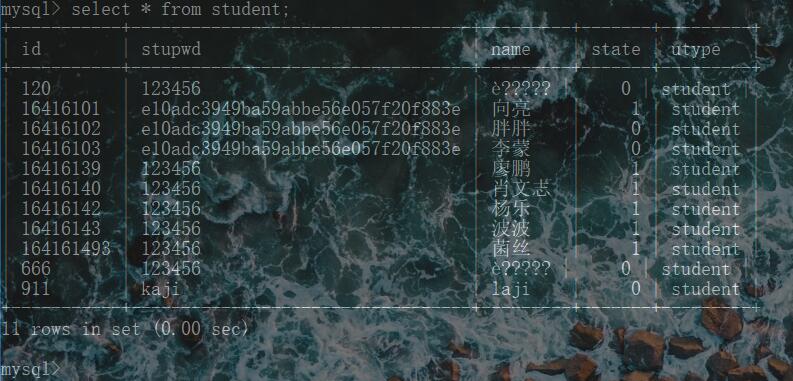 mysql> select * from student;
+-----------+----------------------------------+--------+-------+---------+
| id | stupwd | name | state | utype |
+-----------+----------------------------------+--------+-------+---------+
| 120 | 123456 | è????? | 0 | student |
| 16416101 | e10adc3949ba59abbe56e057f20f883e | 向亮 | 1 | student |
| 16416102 | e10adc3949ba59abbe56e057f20f883e | 胖胖 | 0 | student |
| 16416103 | e10adc3949ba59abbe56e057f20f883e | 李蒙 | 0 | student |
| 16416139 | 123456 | 廖鹏 | 1 | student |
| 16416140 | 123456 | 肖文志 | 1 | student |
| 16416142 | 123456 | 杨乐 | 1 | student |
| 16416143 | 123456 | 波波 | 1 | student |
| 164161493 | 123456 | 菌丝 | 1 | student |
| 666 | 123456 | è????? | 0 | student |
| 911 | kaji | laji | 0 | student |
+-----------+----------------------------------+--------+-------+---------+
11 rows in set (0.00 sec)
mysql>